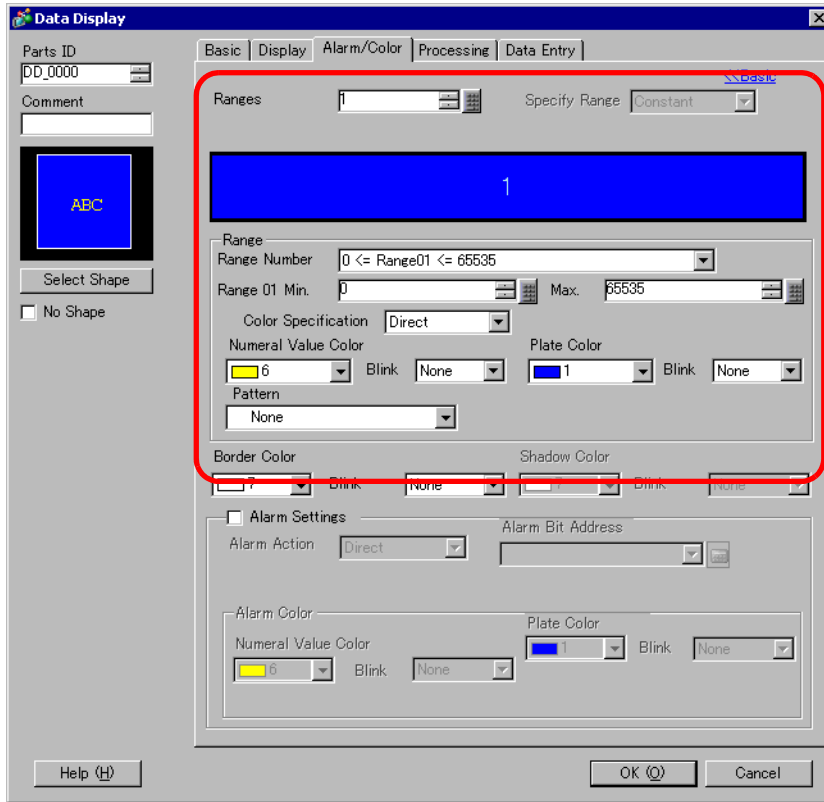 Data Display
Parts ID
DD_0000
Comment
ABC
Select Shape
No Shape
Basic Display Alarm/Color Processing Data Entry
<<Basic
Ranges 1 Specify Range Constant
1
Range
Range Number 0 <= Range01 <= 65535
Range 01 Min. 0 Max. 65535
Color Specification Direct
Numeral Value Color Plate Color
6 Blink None 1 Blink None
Pattern
None
Border Color Shadow Color
7 Blink None 7 Blink None
Alarm Settings
Alarm Action Direct Alarm Bit Address
Alarm Color
Numeral Value Color Plate Color
6 Blink None 1 Blink None
Help (H) OK (O) Cancel